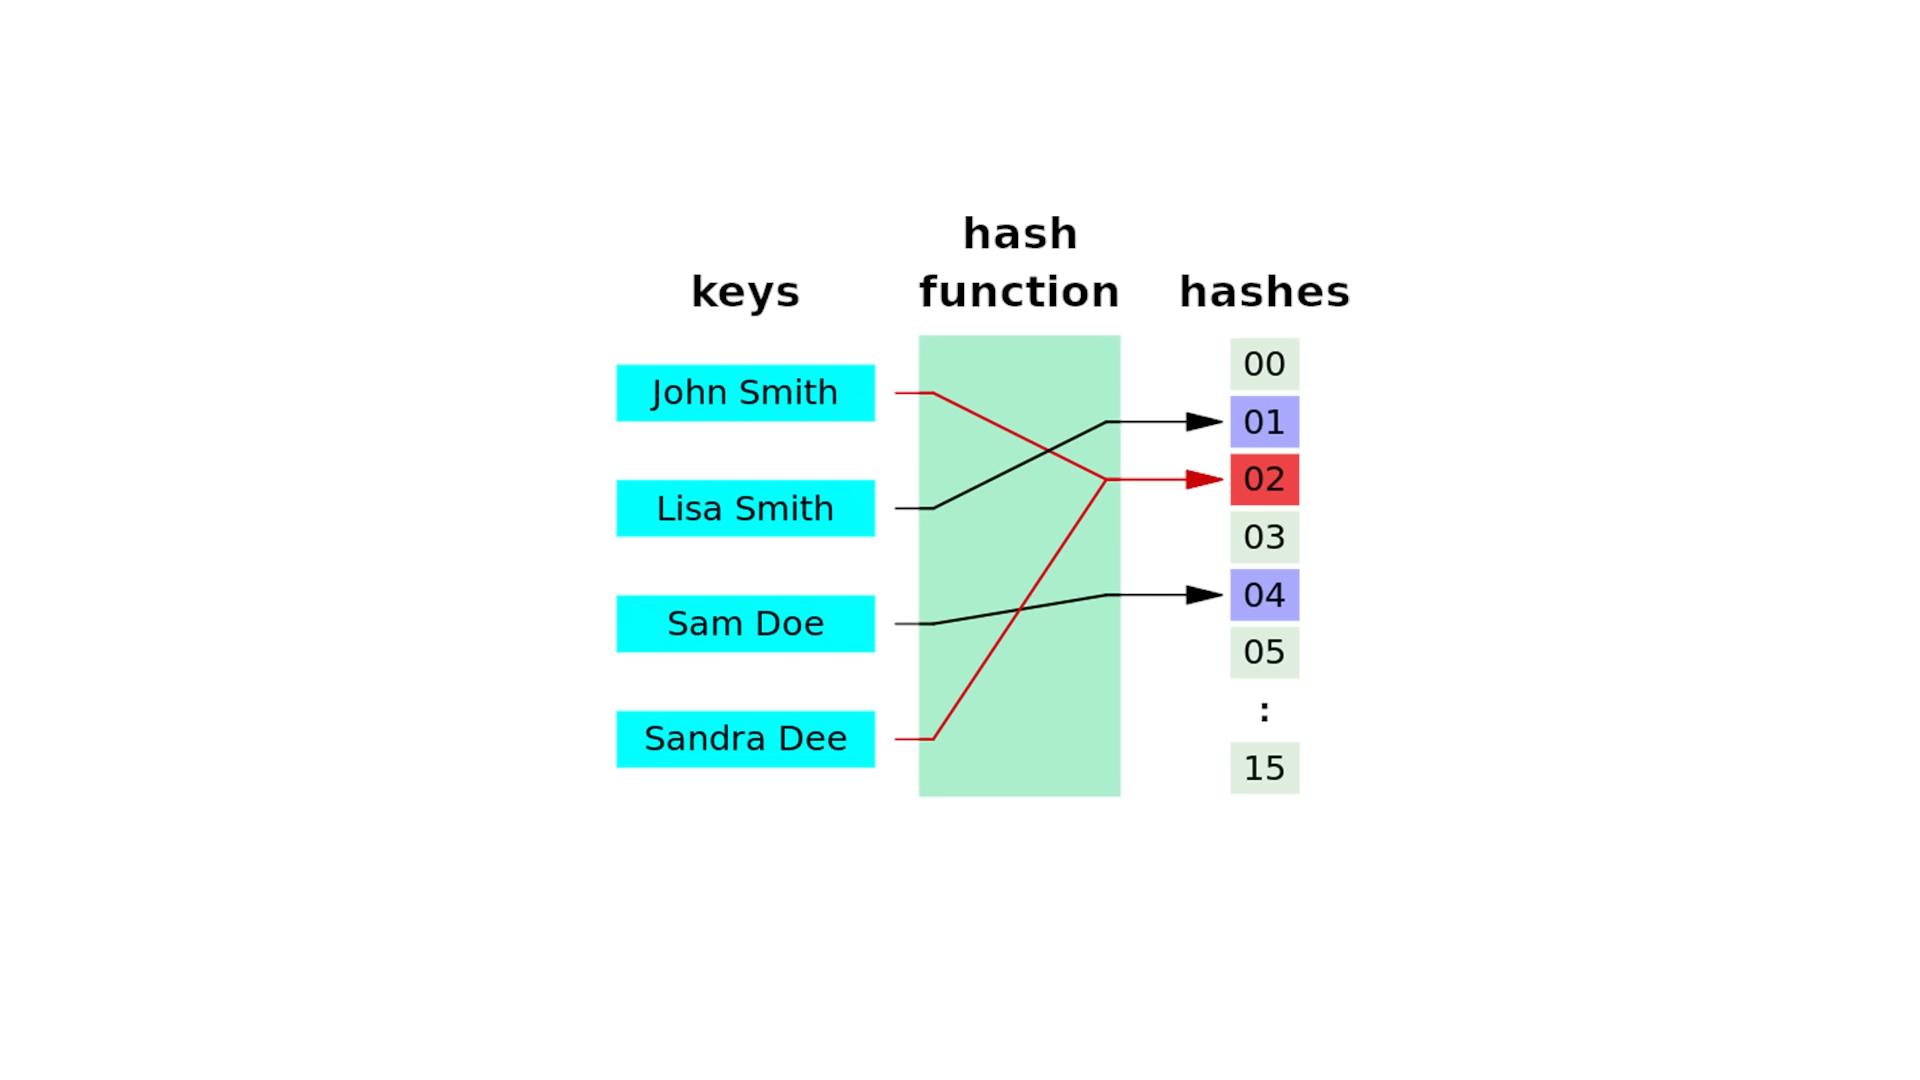 hash
function
keys
hashes
John Smith
Lisa Smith
Sam Doe
Sandra Dee
00
01
02
03
04
05
:
15